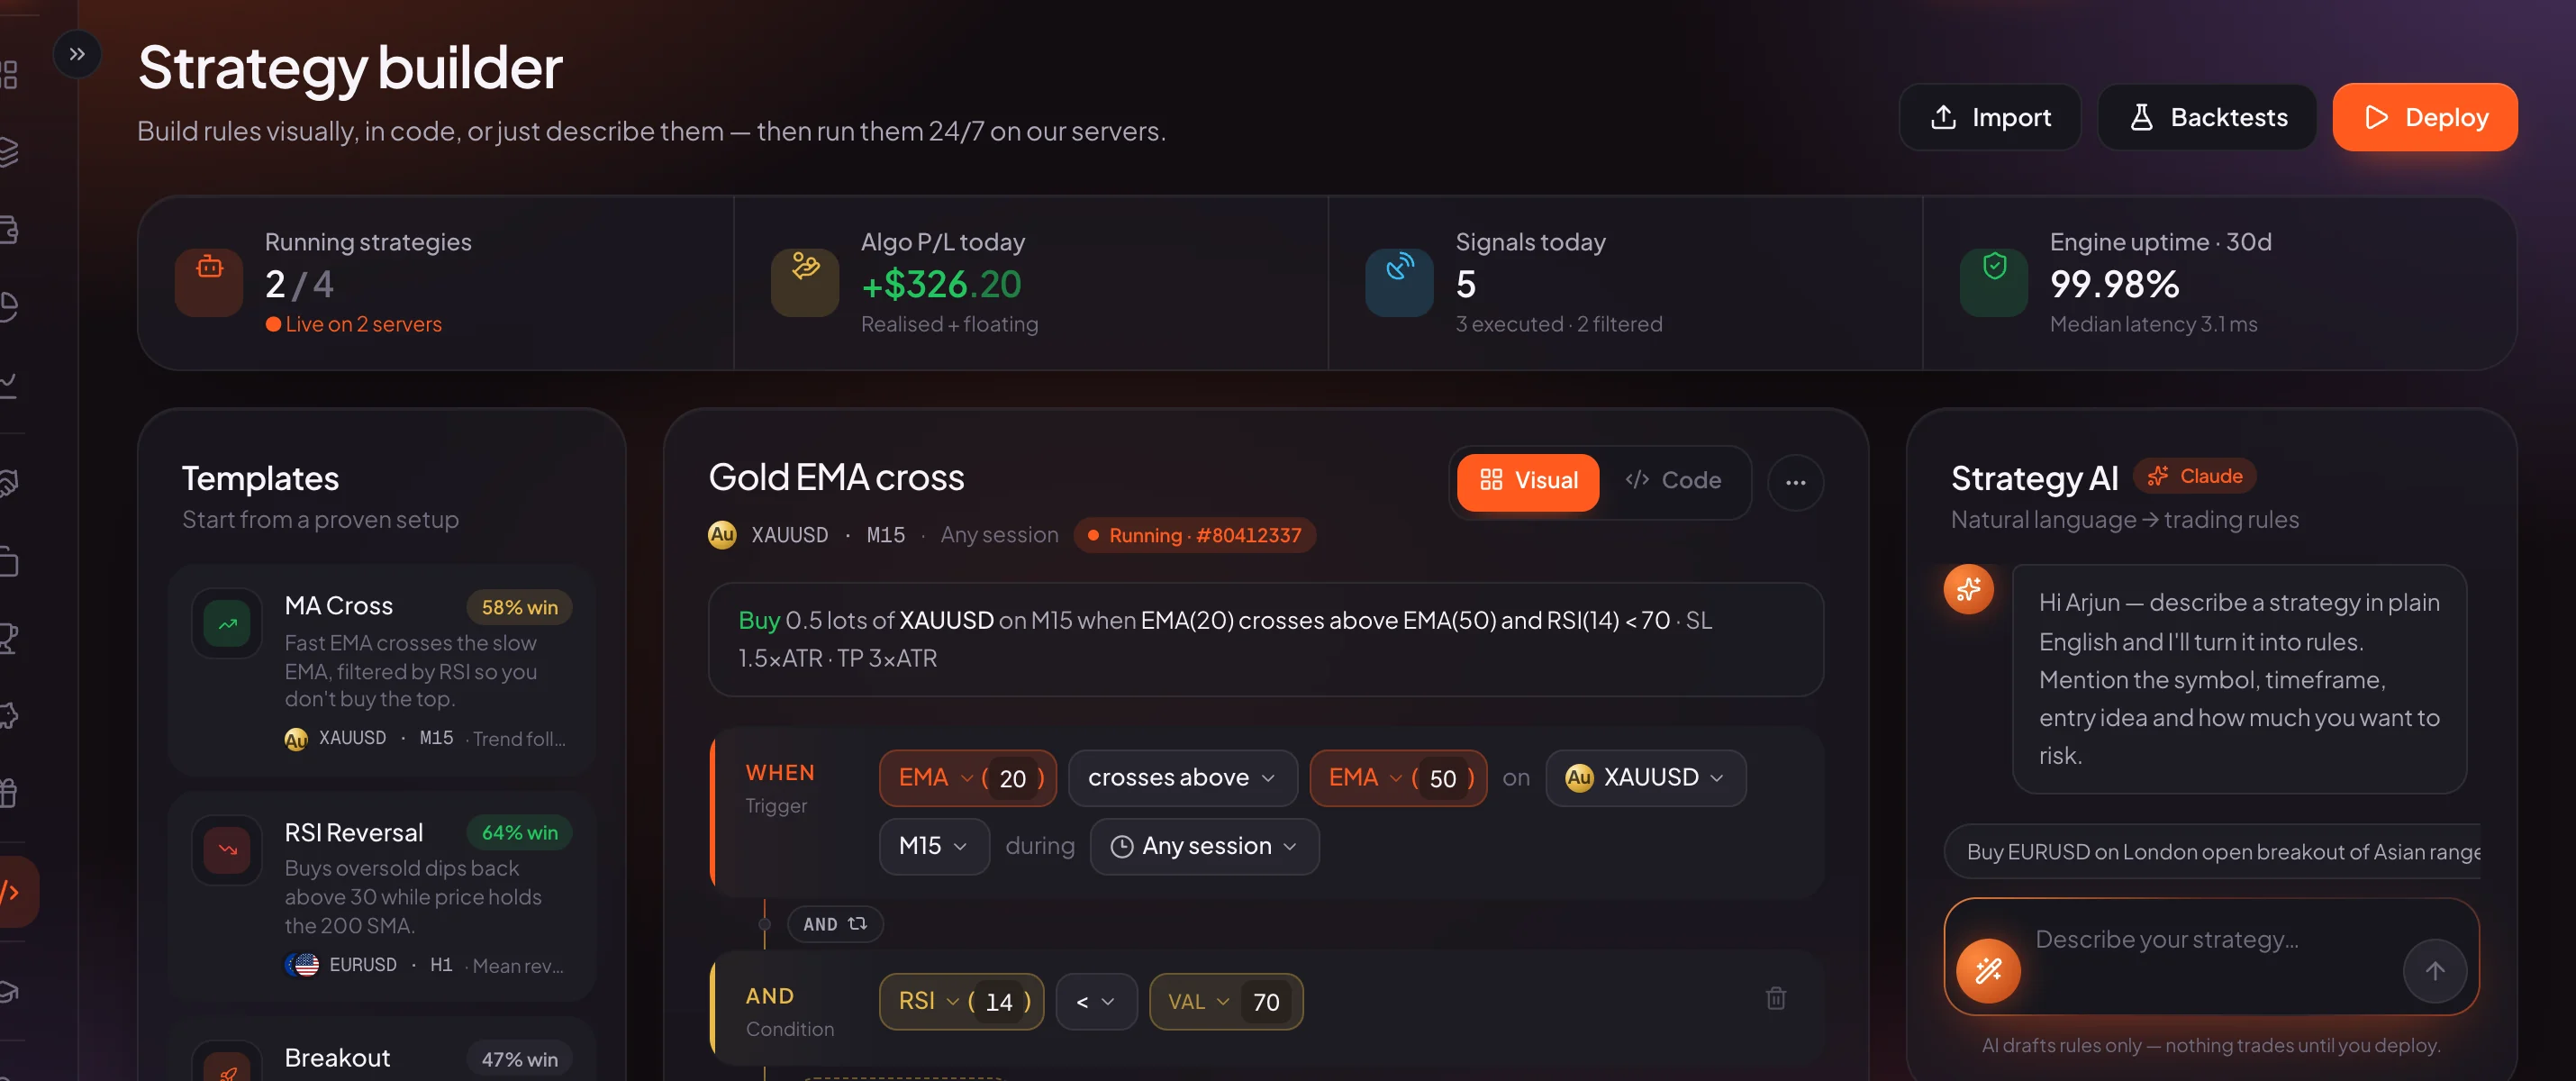 Strategy builder
Build rules visually, in code, or just describe them — then run them 24/7 on our servers.
Import
Backtests
Deploy
Running strategies
2 / 4
Live on 2 servers
Algo P/L today
+$326.20
Realised + floating
Signals today
5
3 executed · 2 filtered
Engine uptime · 30d
99.98%
Median latency 3.1 ms
Templates
Start from a proven setup
MA Cross
58% win
Fast EMA crosses the slow
EMA, filtered by RSI so you
don't buy the top.
Au XAUUSD · M15 · Trend foll...
RSI Reversal
64% win
Buys oversold dips back
above 30 while price holds
the 200 SMA.
EURUSD · H1 · Mean rev...
Breakout
47% win
Gold EMA cross
Visual
Code
Au XAUUSD · M15 · Any session
Running · #80412337
Buy 0.5 lots of XAUUSD on M15 when EMA(20) crosses above EMA(50) and RSI(14) < 70 · SL
1.5×ATR · TP 3×ATR
WHEN
Trigger
EMA ( 20 ) crosses above EMA ( 50 ) on Au XAUUSD
M15 during Any session
AND
AND
Condition
RSI ( 14 ) < VAL 70
Strategy AI
Claude
Natural language → trading rules
Hi Arjun — describe a strategy in plain
English and I'll turn it into rules.
Mention the symbol, timeframe,
entry idea and how much you want to
risk.
Buy EURUSD on London open breakout of Asian range
Describe your strategy...
AI drafts rules only — nothing trades until you deploy.